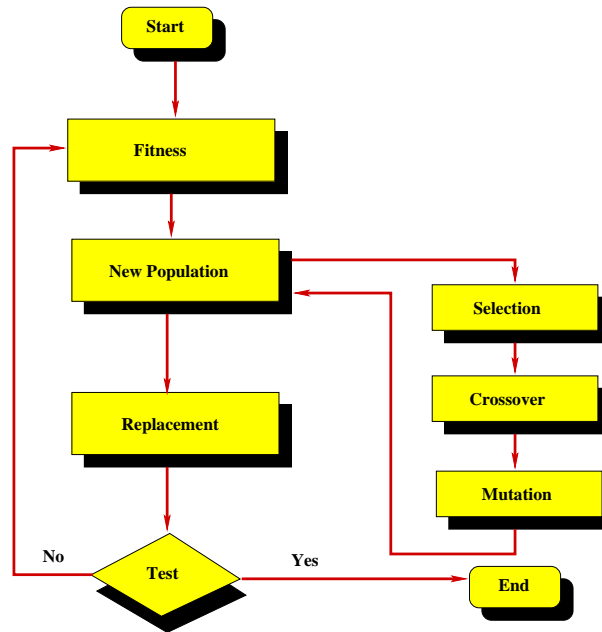 Start
Fitness
New Population
Selection
Crossover
Replacement
Mutation
No
Test
Yes
End